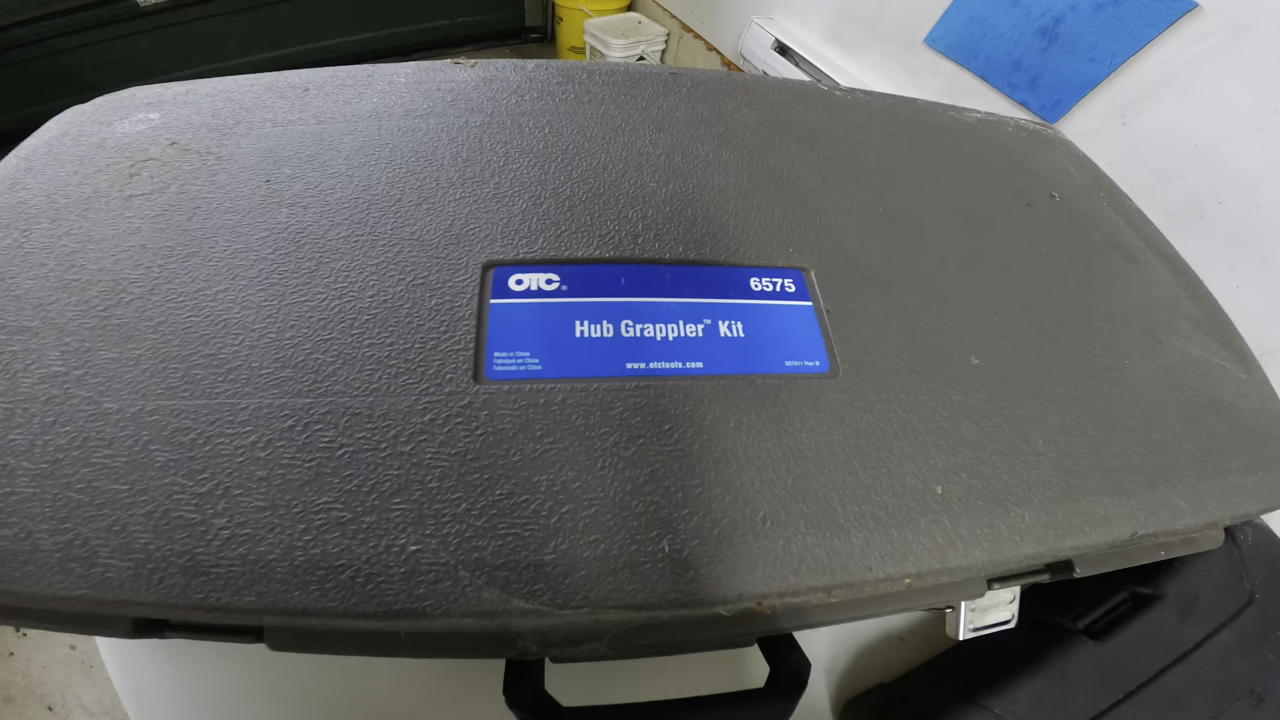 OTC®
6575
Hub Grappler™ Kit
Made in China
Fabriqué en Chine
Fabricado en China
www.otctools.com